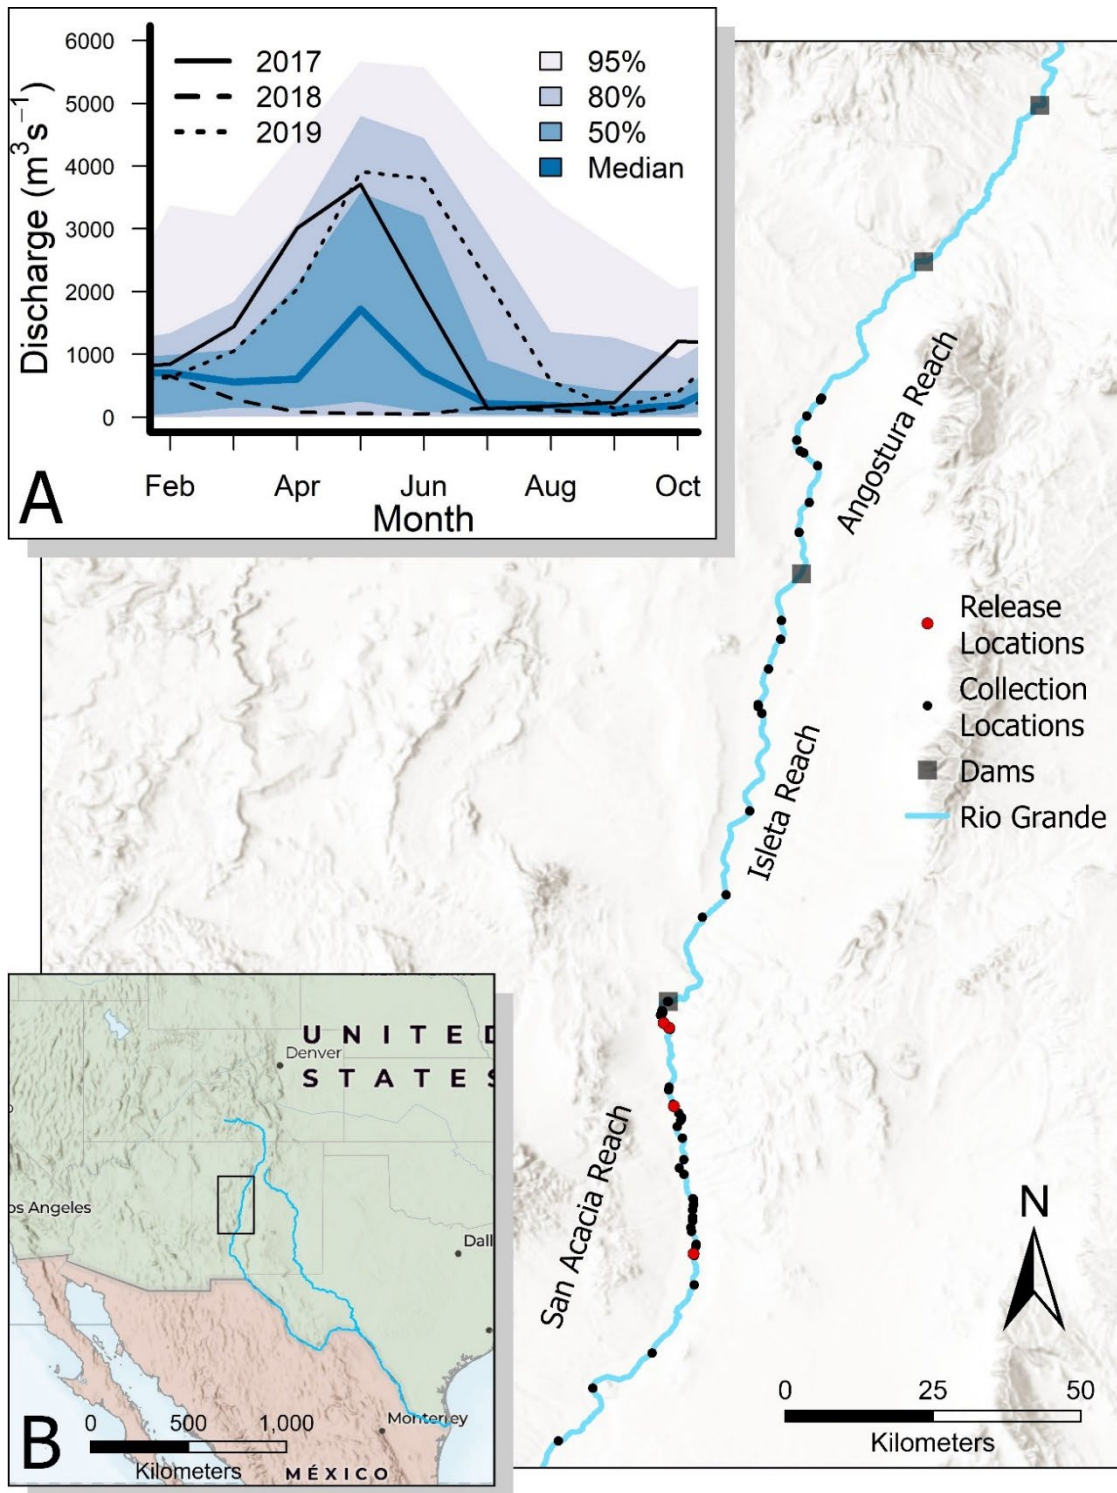 6000
5000
4000
3000
2000
1000
0
Discharge (m³s⁻¹)
2017
2018
2019
95%
80%
50%
Median
Feb
Apr
Jun
Aug
Oct
Month
A
Angostura Reach
Isleta Reach
San Acacia Reach
Release
Locations
Collection
Locations
Dams
Rio Grande
N
0 25 50
Kilometers
UNITED
Denver
STATES
os Angeles
Dall
Monterrey
0 500 1,000
Kilometers
MÉXICO
B